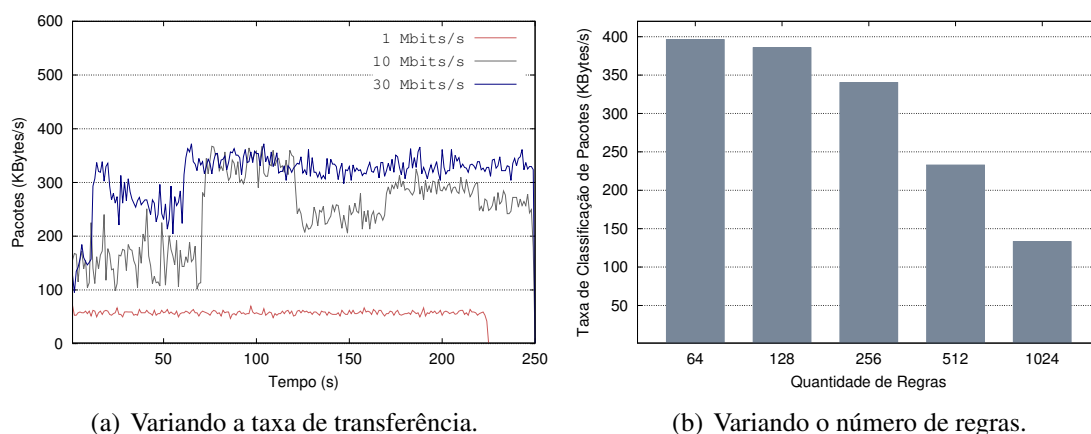 600
500
400
300
200
100
0
50
100
150
200
250
Pacotes (KBytes/s)
Tempo (s)
1 Mbits/s
10 Mbits/s
30 Mbits/s
(a) Variando a taxa de transferência.
400
350
300
250
200
150
100
50
64
128
256
512
1024
Taxa de Classificação de Pacotes (KBytes/s)
Quantidade de Regras
(b) Variando o número de regras.